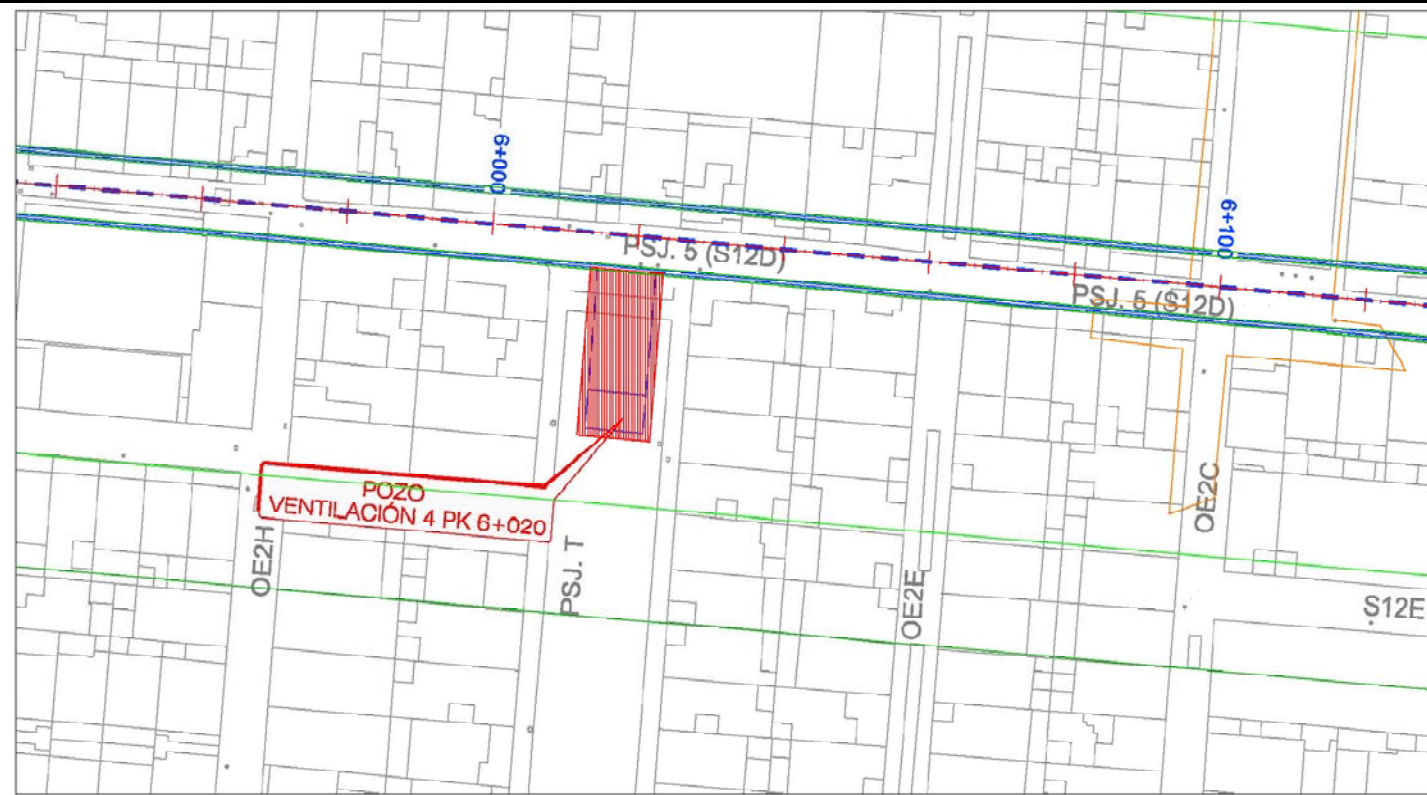 6+000
6+100
PSJ. 5 (S12D)
PSJ. 5 (S12D)
POZO
VENTILACIÓN 4 PK 6+020
OE2H
PSJ. T
OE2E
OE2C
S12E